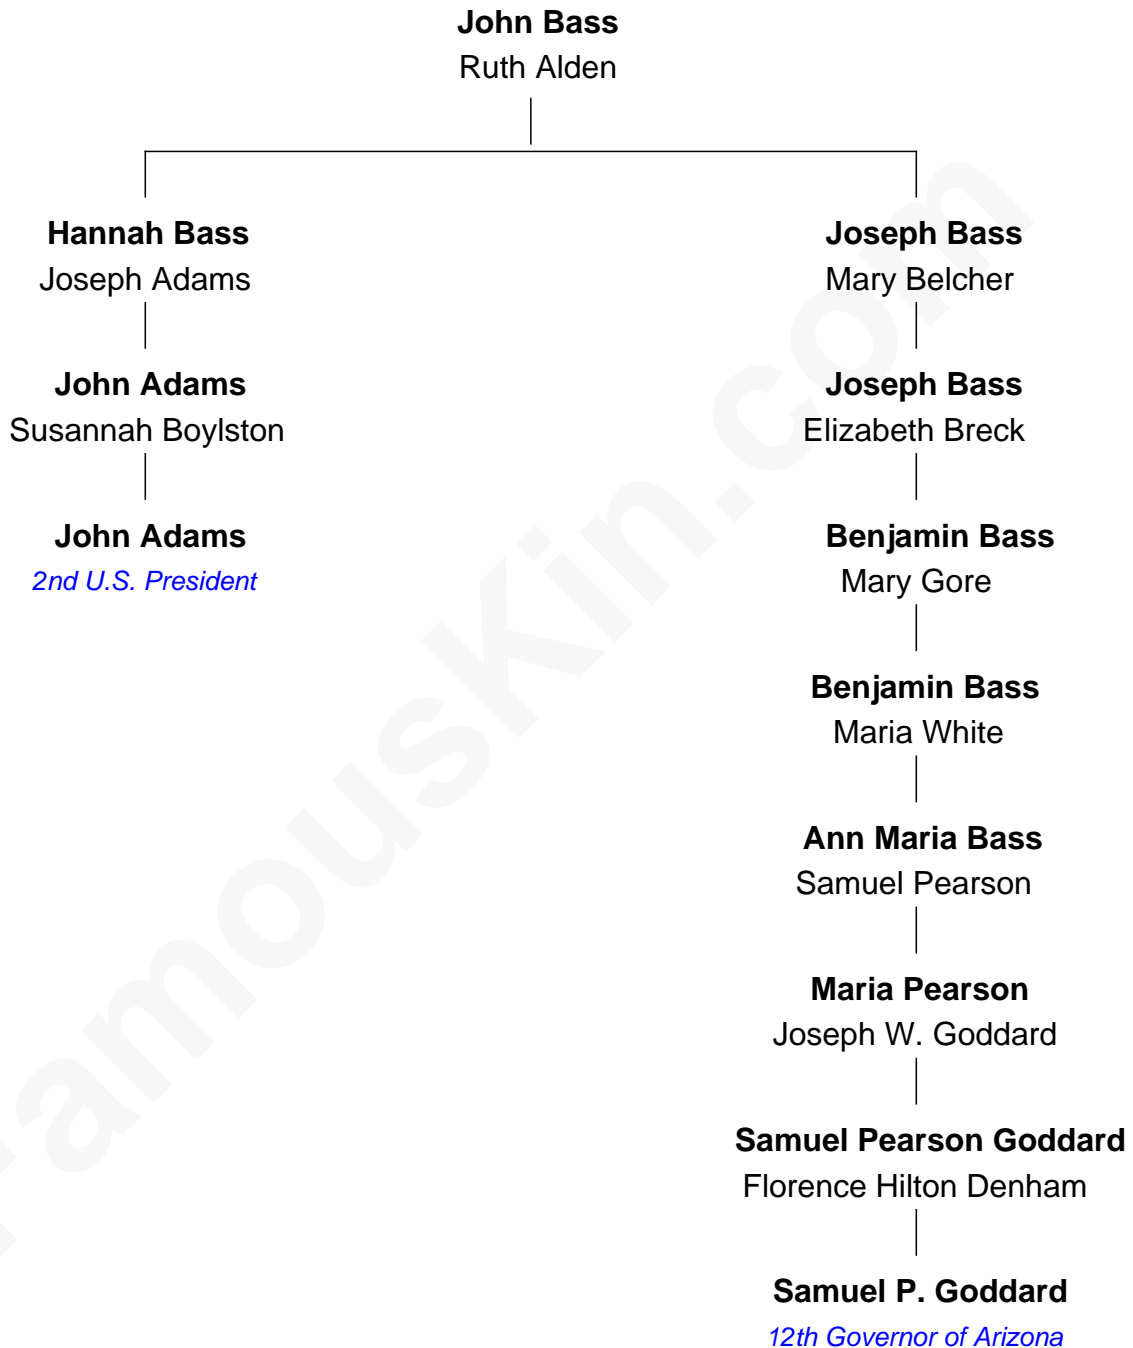 John Bass
Ruth Alden
Hannah Bass
Joseph Adams
Joseph Bass
Mary Belcher
John Adams
Susannah Boylston
Joseph Bass
Elizabeth Breck
John Adams
2nd U.S. President
Benjamin Bass
Mary Gore
Benjamin Bass
Maria White
Ann Maria Bass
Samuel Pearson
Maria Pearson
Joseph W. Goddard
Samuel Pearson Goddard
Florence Hilton Denham
Samuel P. Goddard
12th Governor of Arizona
FamousKin.com